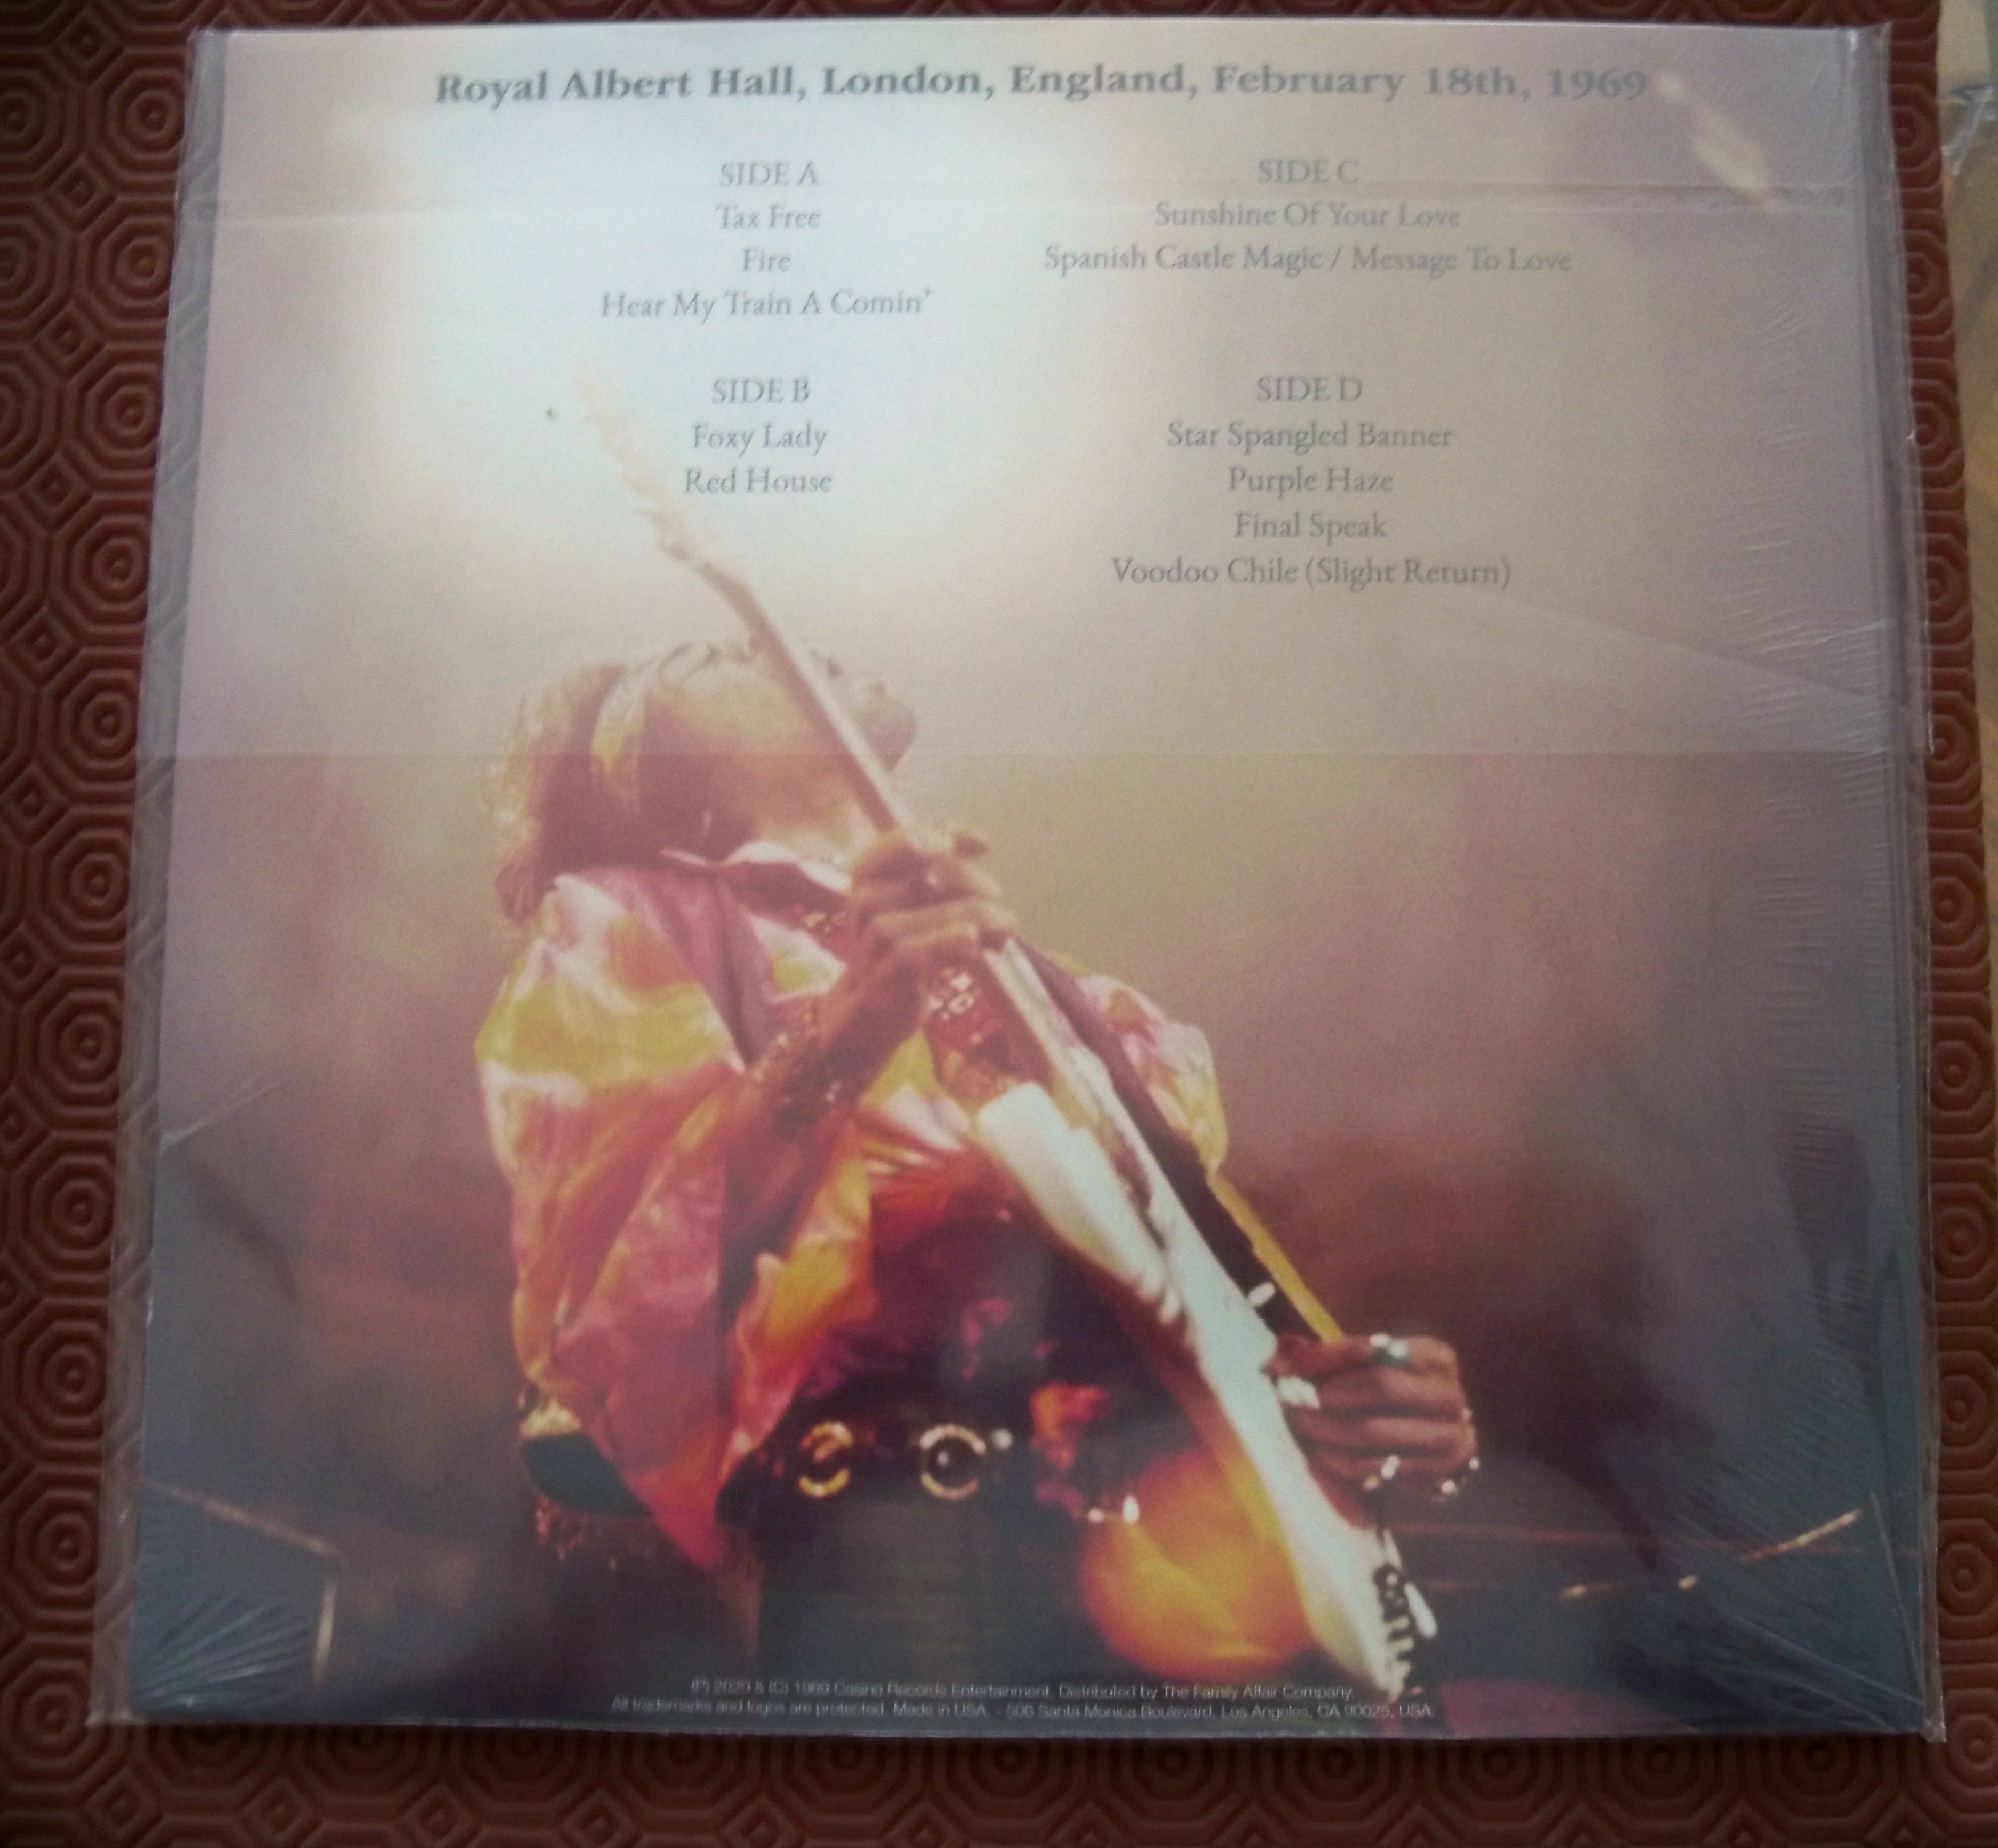 Royal Albert Hall, London, England, February 18th, 1969
SIDE A
Tax Free
Fire
Hear My Train A Comin'
SIDE B
Foxy Lady
Red House
SIDE C
Sunshine Of Your Love
Spanish Castle Magic / Message To Love
SIDE D
Star Spangled Banner
Purple Haze
Final Speak
Voodoo Chile (Slight Return)
(P) 2020 & (C) 1969 Casino Records Entertainment. Distributed by The Family Affair Company.
All trademarks and logos are protected. Made in USA. - 506 Santa Monica Boulevard, Los Angeles, CA 90025, USA.